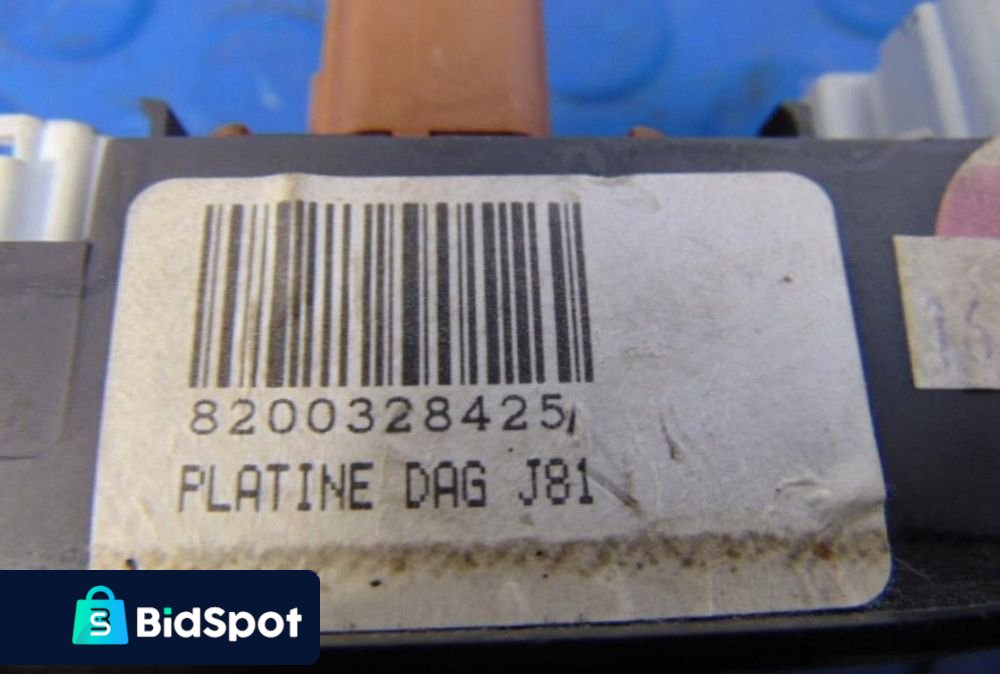 8200328425
PLATINE DAG J81
BidSpot